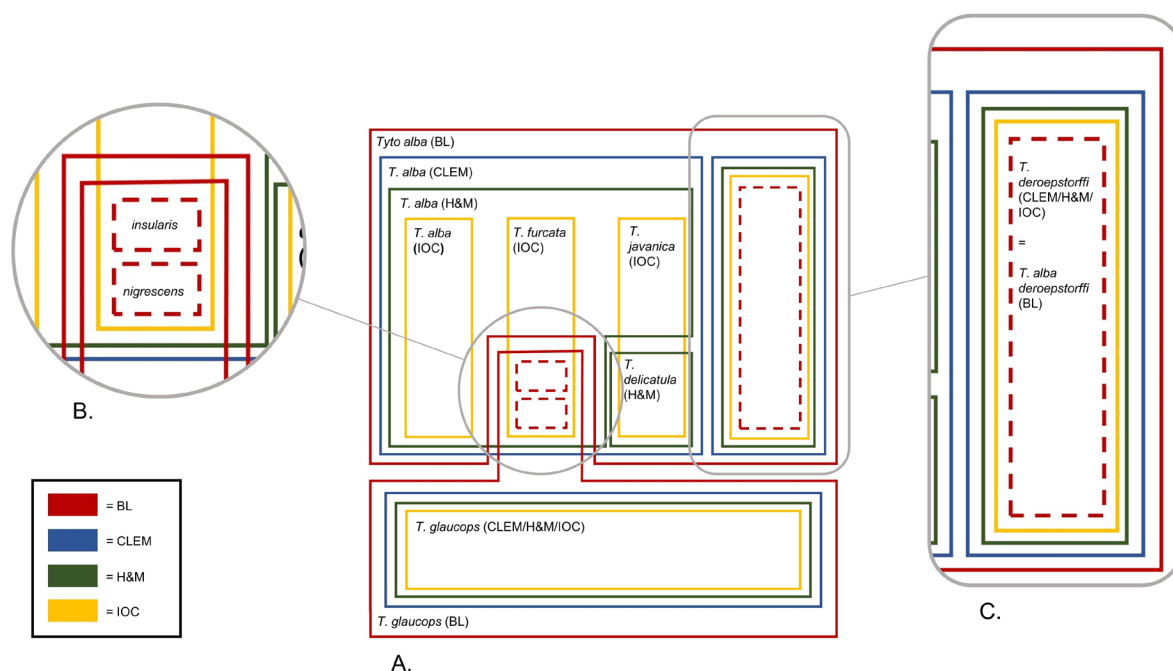 Tyto alba (BL)
T. alba (CLEM)
T. alba (H&M)
T. alba
(IOC)
T. furcata
(IOC)
T.
javanica
(IOC)
T.
delicatula
(H&M)
T. glaucops (CLEM/H&M/IOC)
T. glaucops (BL)
A.
insularis
nigrescens
B.
= BL
= CLEM
= H&M
= IOC
T.
deroepstorffi
(CLEM/H&M/
IOC)
=
T. alba
deroepstorffi
(BL)
C.